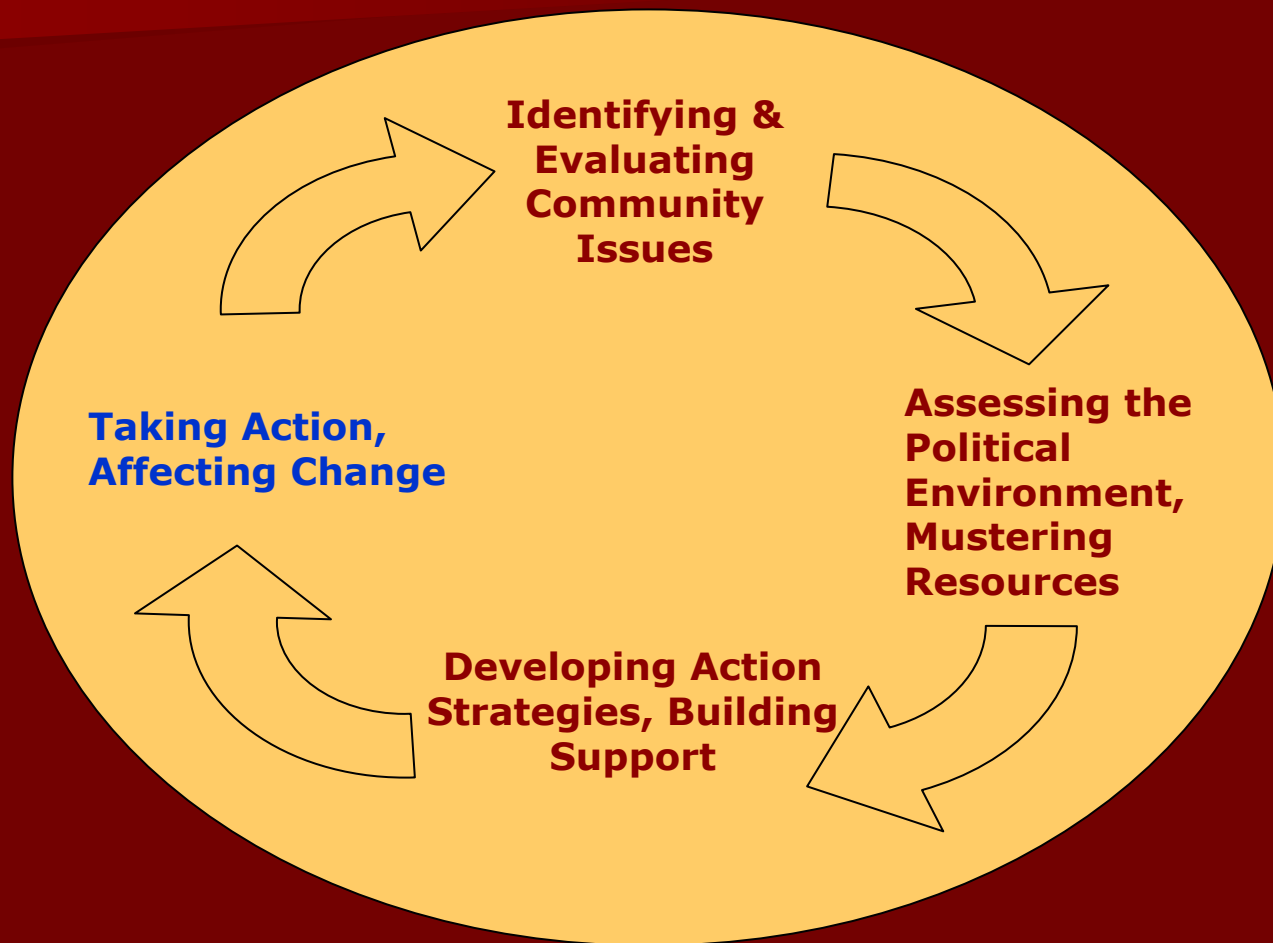 Identifying &
Evaluating
Community
Issues
Assessing the
Political
Environment,
Mustering
Resources
Developing Action
Strategies, Building
Support
Taking Action,
Affecting Change